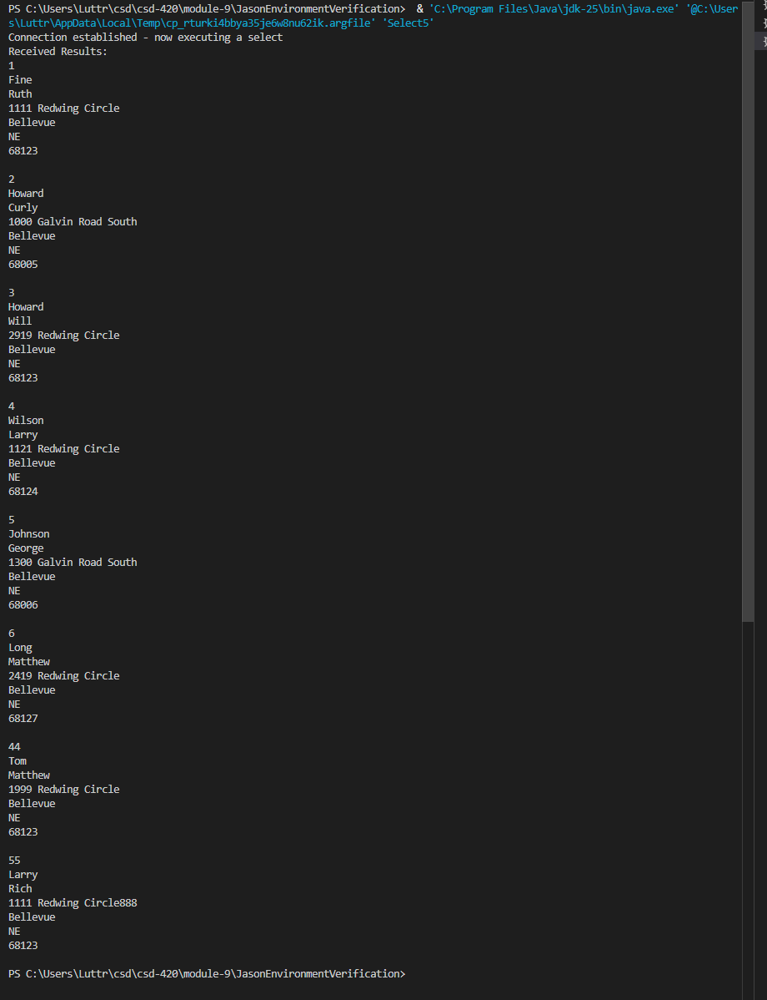 PS C:\Users\Luttr\csd\csd-420\module-9\JasonEnvironmentVerification>  & 'C:\Program Files\Java\jdk-25\bin\java.exe' '@C:\User
s\Luttr\AppData\Local\Temp\cp_rturki4bbya35je6w8nu62ik.argfile' 'Select5'
Connection established - now executing a select
Received Results:
1
Fine
Ruth
1111 Redwing Circle
Bellevue
NE
68123

2
Howard
Curly
1000 Galvin Road South
Bellevue
NE
68005

3
Howard
Will
2919 Redwing Circle
Bellevue
NE
68123

4
Wilson
Larry
1121 Redwing Circle
Bellevue
NE
68124

5
Johnson
George
1300 Galvin Road South
Bellevue
NE
68006

6
Long
Matthew
2419 Redwing Circle
Bellevue
NE
68127

44
Tom
Matthew
1999 Redwing Circle
Bellevue
NE
68123

55
Larry
Rich
1111 Redwing Circle888
Bellevue
NE
68123

PS C:\Users\Luttr\csd\csd-420\module-9\JasonEnvironmentVerification>